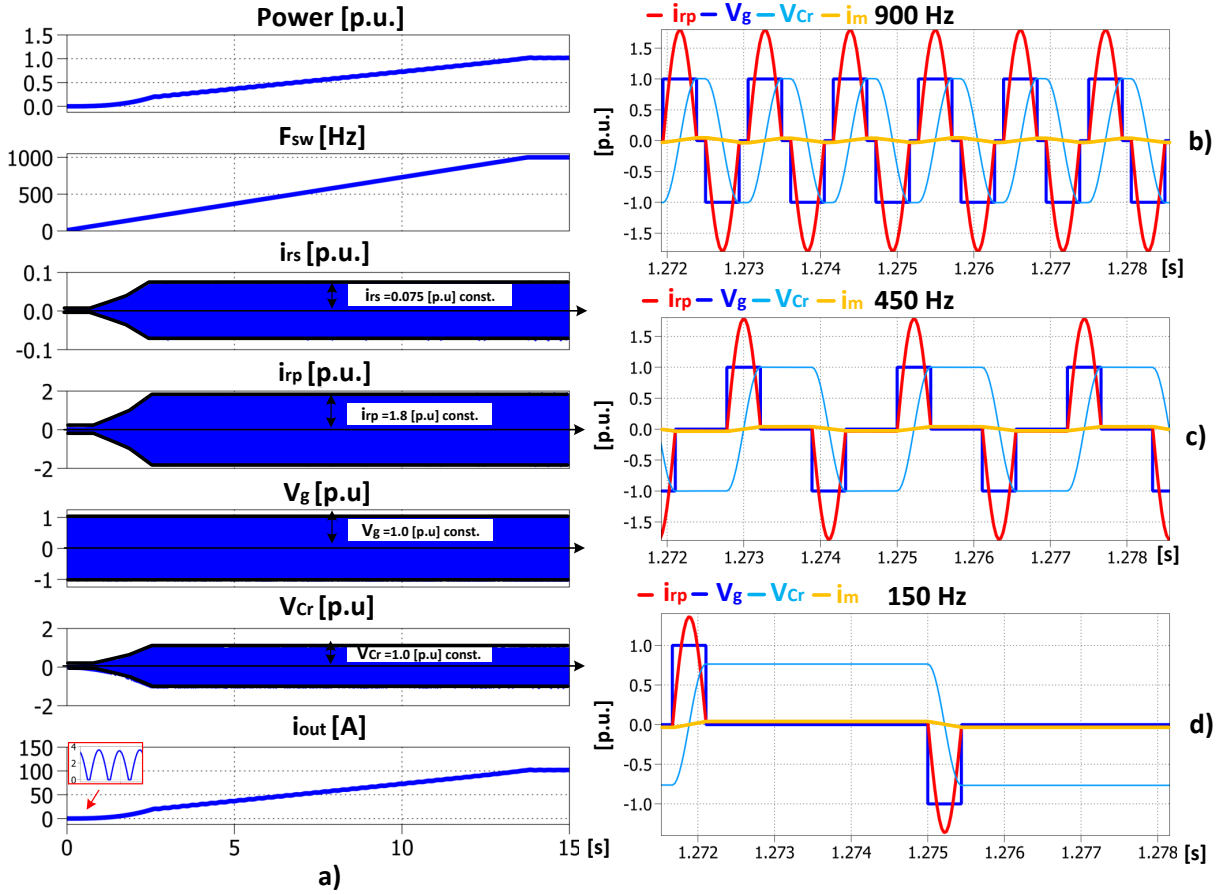 Power [p.u.]
1.5
1.0
0.5
0.0
Fsw [Hz]
1000
500
0
irs [p.u.]
0.1
0.0
-0.1
irs =0.075 [p.u] const.
irp [p.u.]
2
0
-2
irp =1.8 [p.u] const.
Vg [p.u]
1
0
-1
Vg =1.0 [p.u] const.
VCr [p.u]
2
0
-2
VCr =1.0 [p.u] const.
iout [A]
150
100
50
0
4
2
0
0 5 10 15 [s]
a)
irp Vg VCr im 900 Hz
[p.u.]
1.5
1.0
0.5
0.0
-0.5
-1.0
-1.5
b)
1.272 1.273 1.274 1.275 1.276 1.277 1.278 [s]
irp Vg VCr im 450 Hz
[p.u.]
1.5
1.0
0.5
0.0
-0.5
-1.0
-1.5
c)
1.272 1.273 1.274 1.275 1.276 1.277 1.278 [s]
irp Vg VCr im 150 Hz
[p.u.]
1.0
0.5
0.0
-0.5
-1.0
d)
1.272 1.273 1.274 1.275 1.276 1.277 1.278 [s]